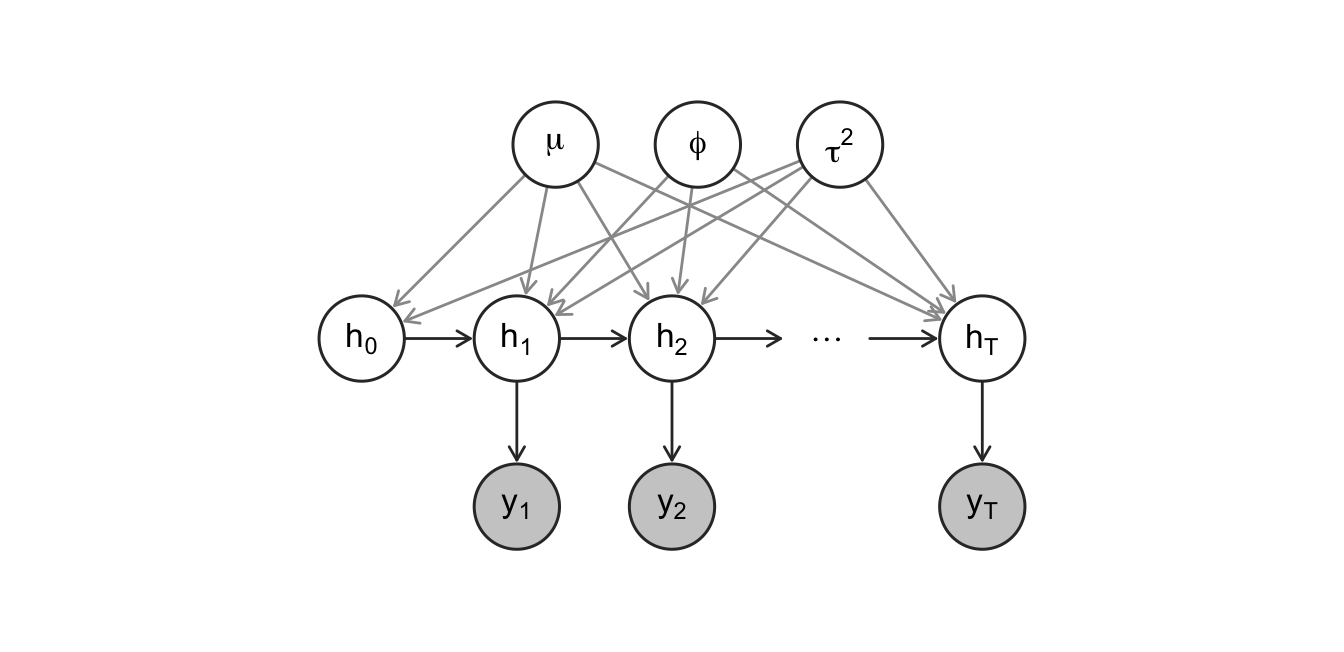 μ ϕ τ²
h₀ h₁ h₂ ... h_T
y₁ y₂ y_T